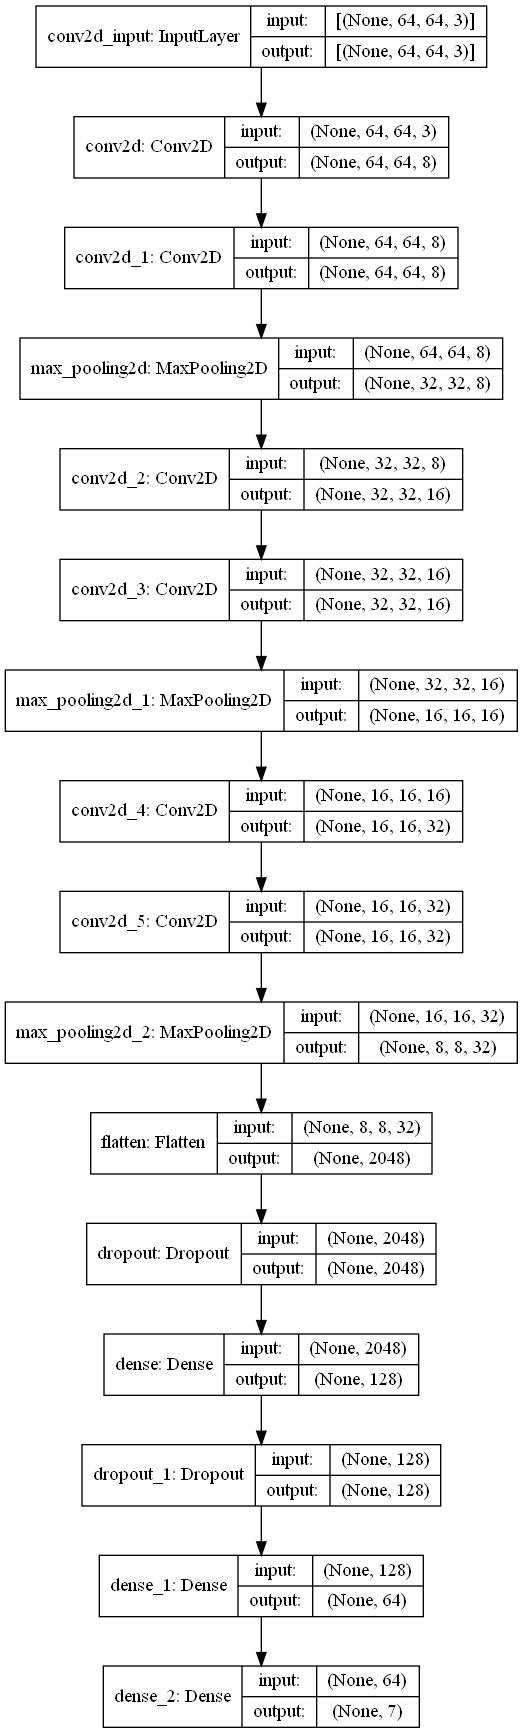 conv2d_input: InputLayer
input: [(None, 64, 64, 3)]
output: [(None, 64, 64, 3)]
conv2d: Conv2D
input: (None, 64, 64, 3)
output: (None, 64, 64, 8)
conv2d_1: Conv2D
input: (None, 64, 64, 8)
output: (None, 64, 64, 8)
max_pooling2d: MaxPooling2D
input: (None, 64, 64, 8)
output: (None, 32, 32, 8)
conv2d_2: Conv2D
input: (None, 32, 32, 8)
output: (None, 32, 32, 16)
conv2d_3: Conv2D
input: (None, 32, 32, 16)
output: (None, 32, 32, 16)
max_pooling2d_1: MaxPooling2D
input: (None, 32, 32, 16)
output: (None, 16, 16, 16)
conv2d_4: Conv2D
input: (None, 16, 16, 16)
output: (None, 16, 16, 32)
conv2d_5: Conv2D
input: (None, 16, 16, 32)
output: (None, 16, 16, 32)
max_pooling2d_2: MaxPooling2D
input: (None, 16, 16, 32)
output: (None, 8, 8, 32)
flatten: Flatten
input: (None, 8, 8, 32)
output: (None, 2048)
dropout: Dropout
input: (None, 2048)
output: (None, 2048)
dense: Dense
input: (None, 2048)
output: (None, 128)
dropout_1: Dropout
input: (None, 128)
output: (None, 128)
dense_1: Dense
input: (None, 128)
output: (None, 64)
dense_2: Dense
input: (None, 64)
output: (None, 7)